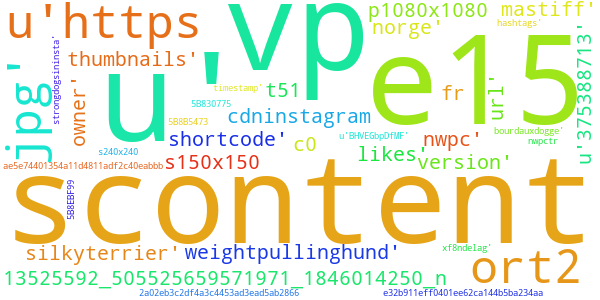 u'https
vp
p1080x1080
mastiff'
hashtags'
norge'
thumbnails'
jpg'
strongdogsininsta'
owner'
u'
e15
u'375388713'
url'
timestamp'
t51
fr
5B830775
cdninstagram
5B8B5473
shortcode'
u'BHVEGbpDfMF'
nwpc'
bourdauxdogge'
nwpctr
s240x240
c0
likes'
version'
s150x150
ae5e74401354a11d4811adf2c40eabbb
scontent
5B8EBF99
silkyterrier'
weightpullinghund'
xf8ndelag'
ort2
13525592_505525659571971_1846014250_n
2a02eb3c2df4a3c4453ad3ead5ab2866
e32b911eff0401ee62ca144b5ba234aa